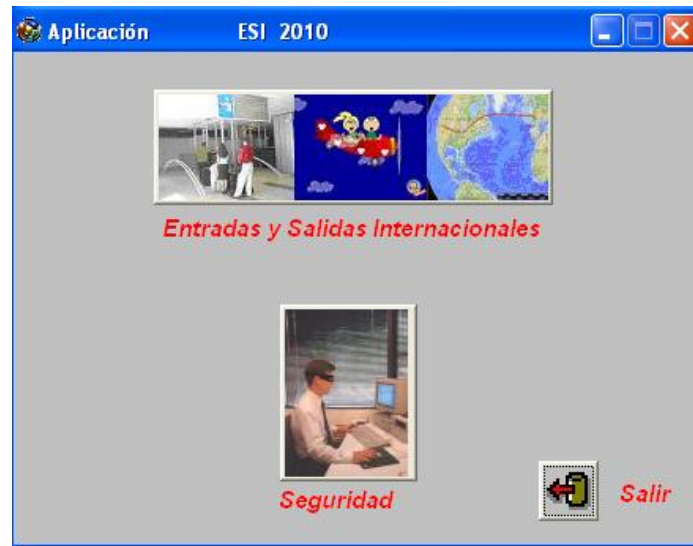 Aplicación ESI 2010
Entradas y Salidas Internacionales
Seguridad
Salir